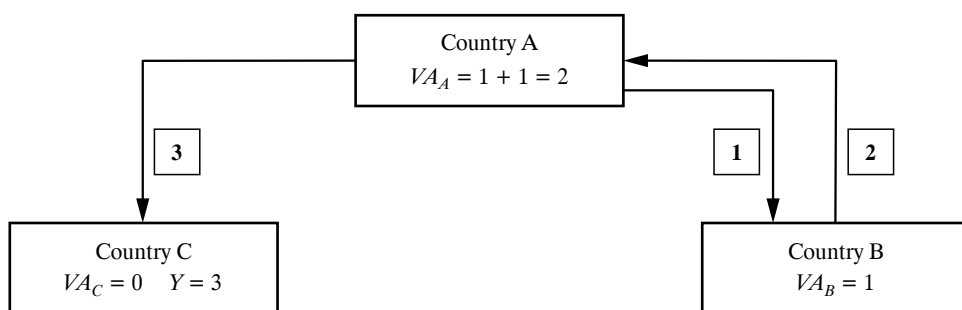 Country A
VA_A = 1 + 1 = 2
3
1
2
Country C
VA_C = 0 Y = 3
Country B
VA_B = 1